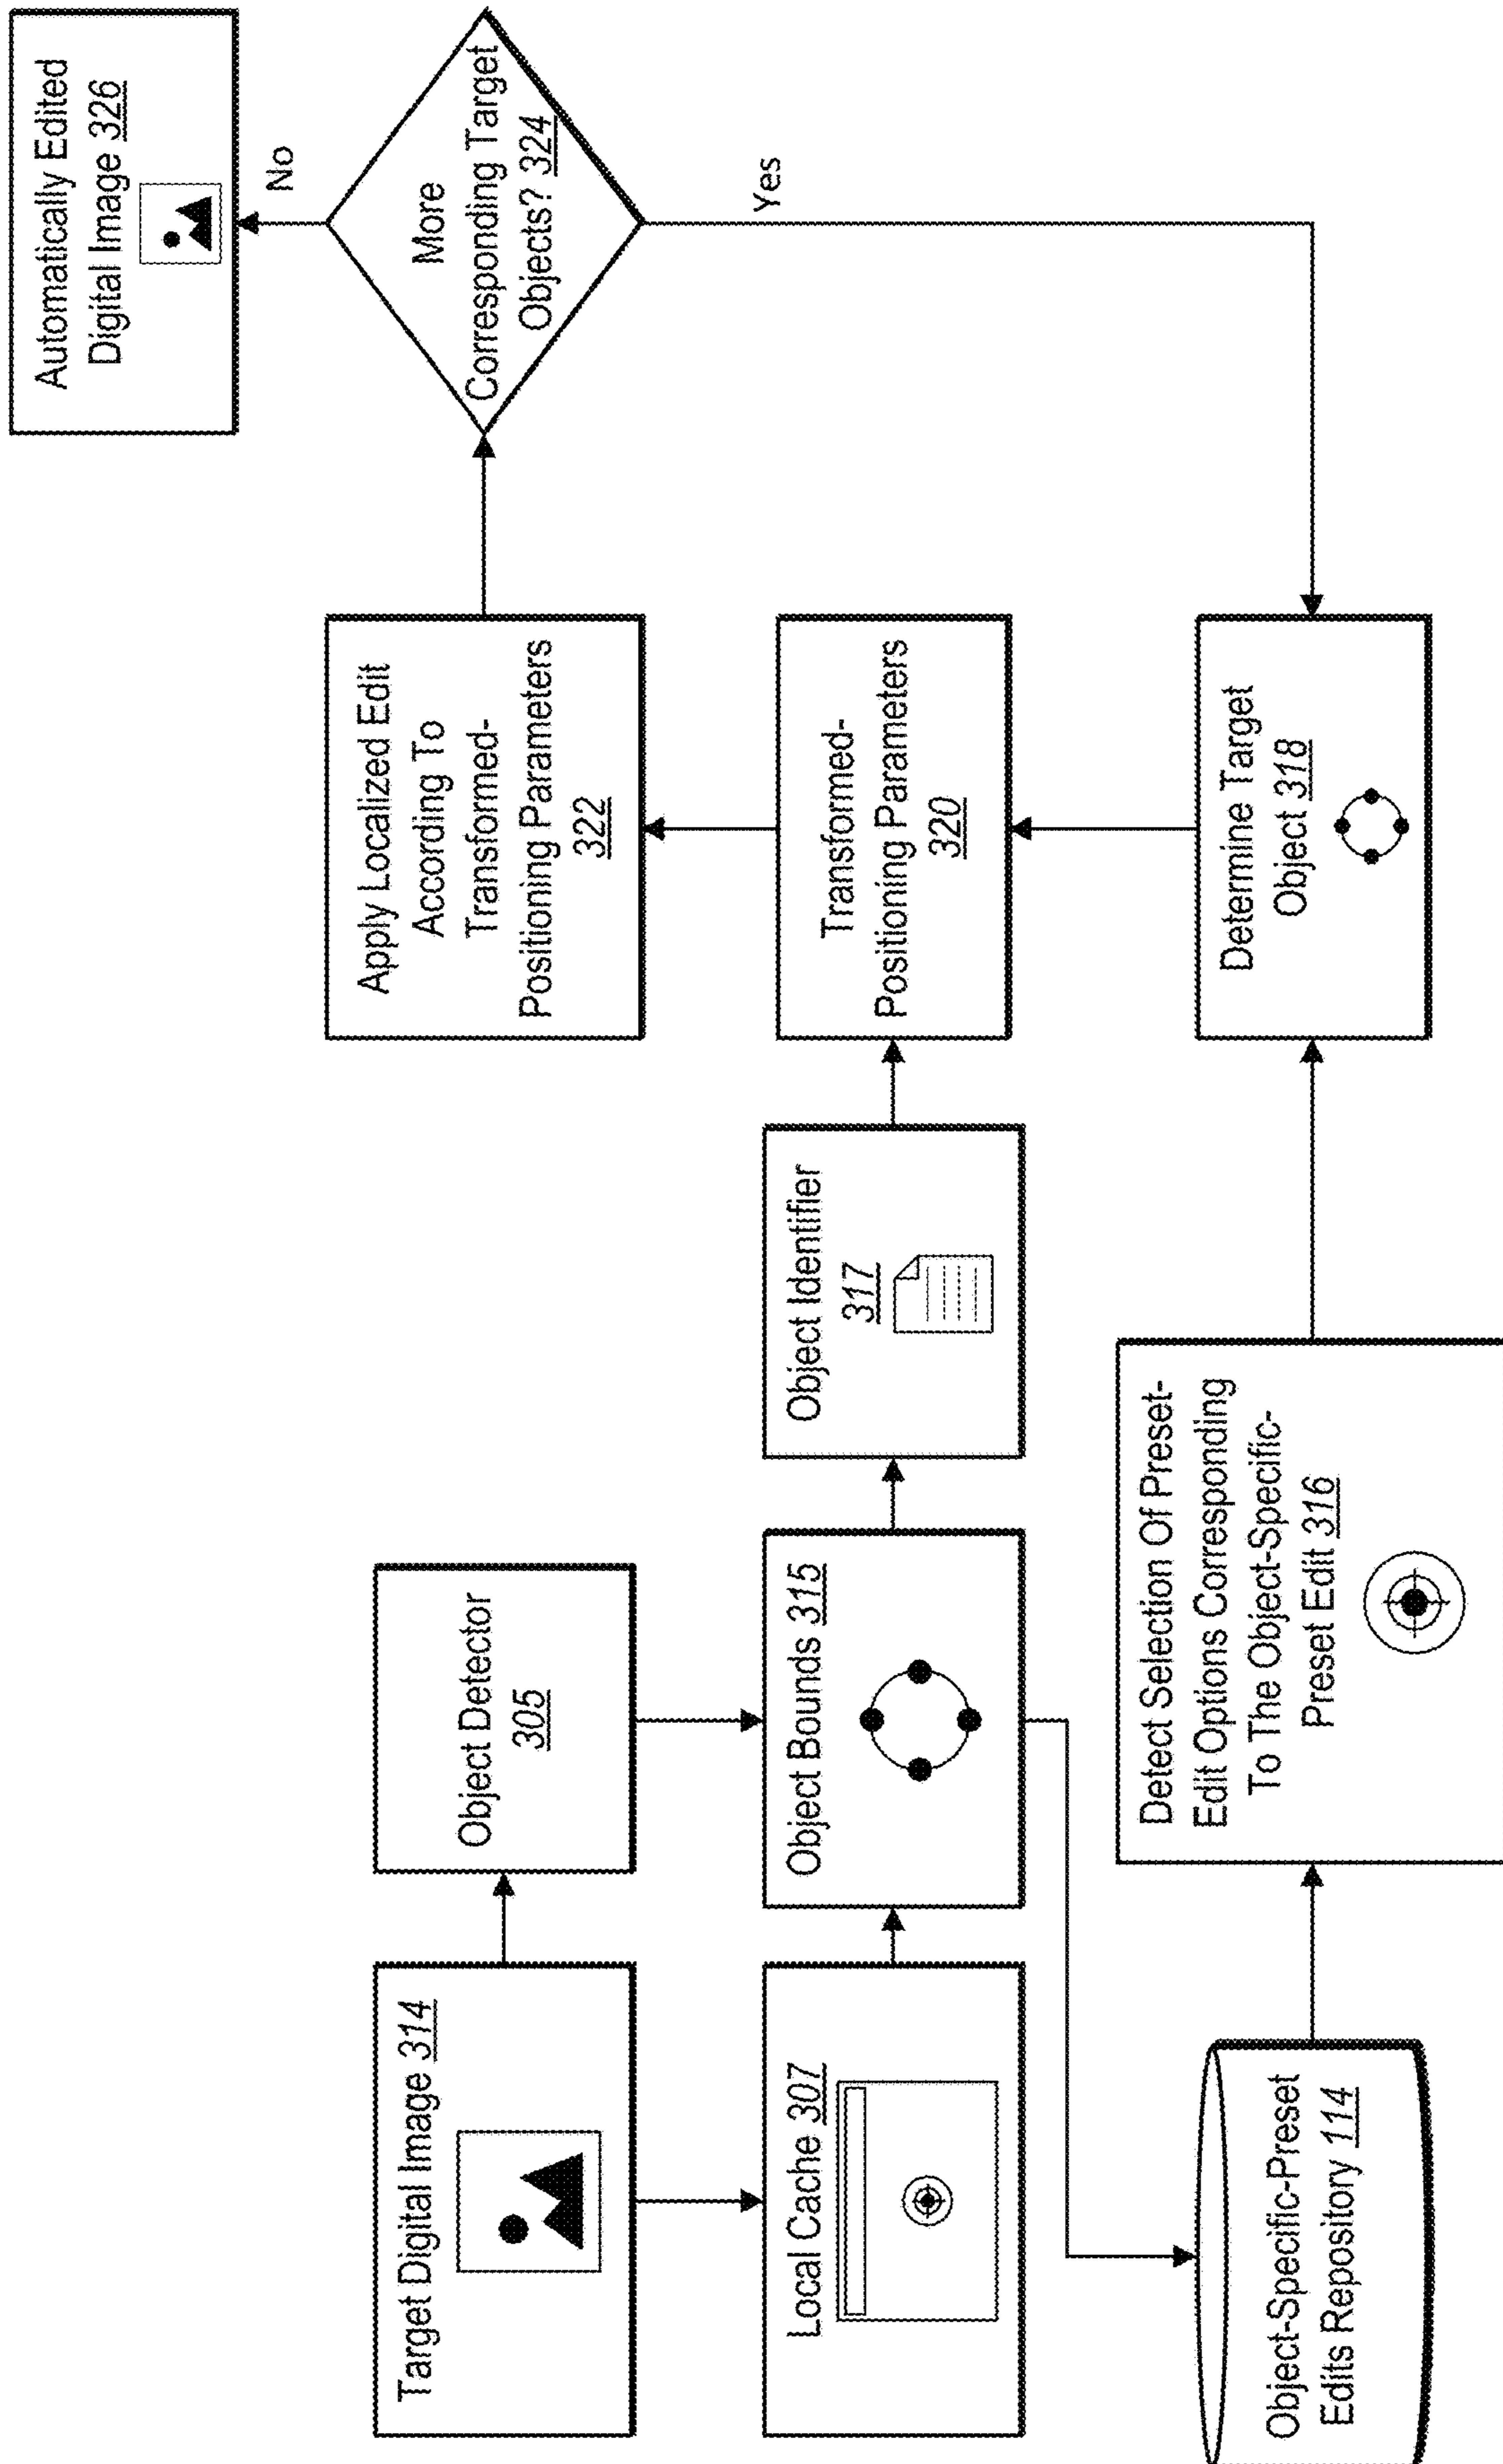 Target Digital Image 314
Object Detector
305
Local Cache 307
Object Bounds 315
Object Identifier
317
Object-Specific-Preset
Edits Repository 114
Detect Selection Of Preset-
Edit Options Corresponding
To The Object-Specific-
Preset Edit 316
Determine Target
Object 318
Transformed-
Positioning Parameters
320
Apply Localized Edit
According To
Transformed-
Positioning Parameters
322
More
Corresponding Target
Objects? 324
Yes
No
Automatically Edited
Digital Image 326